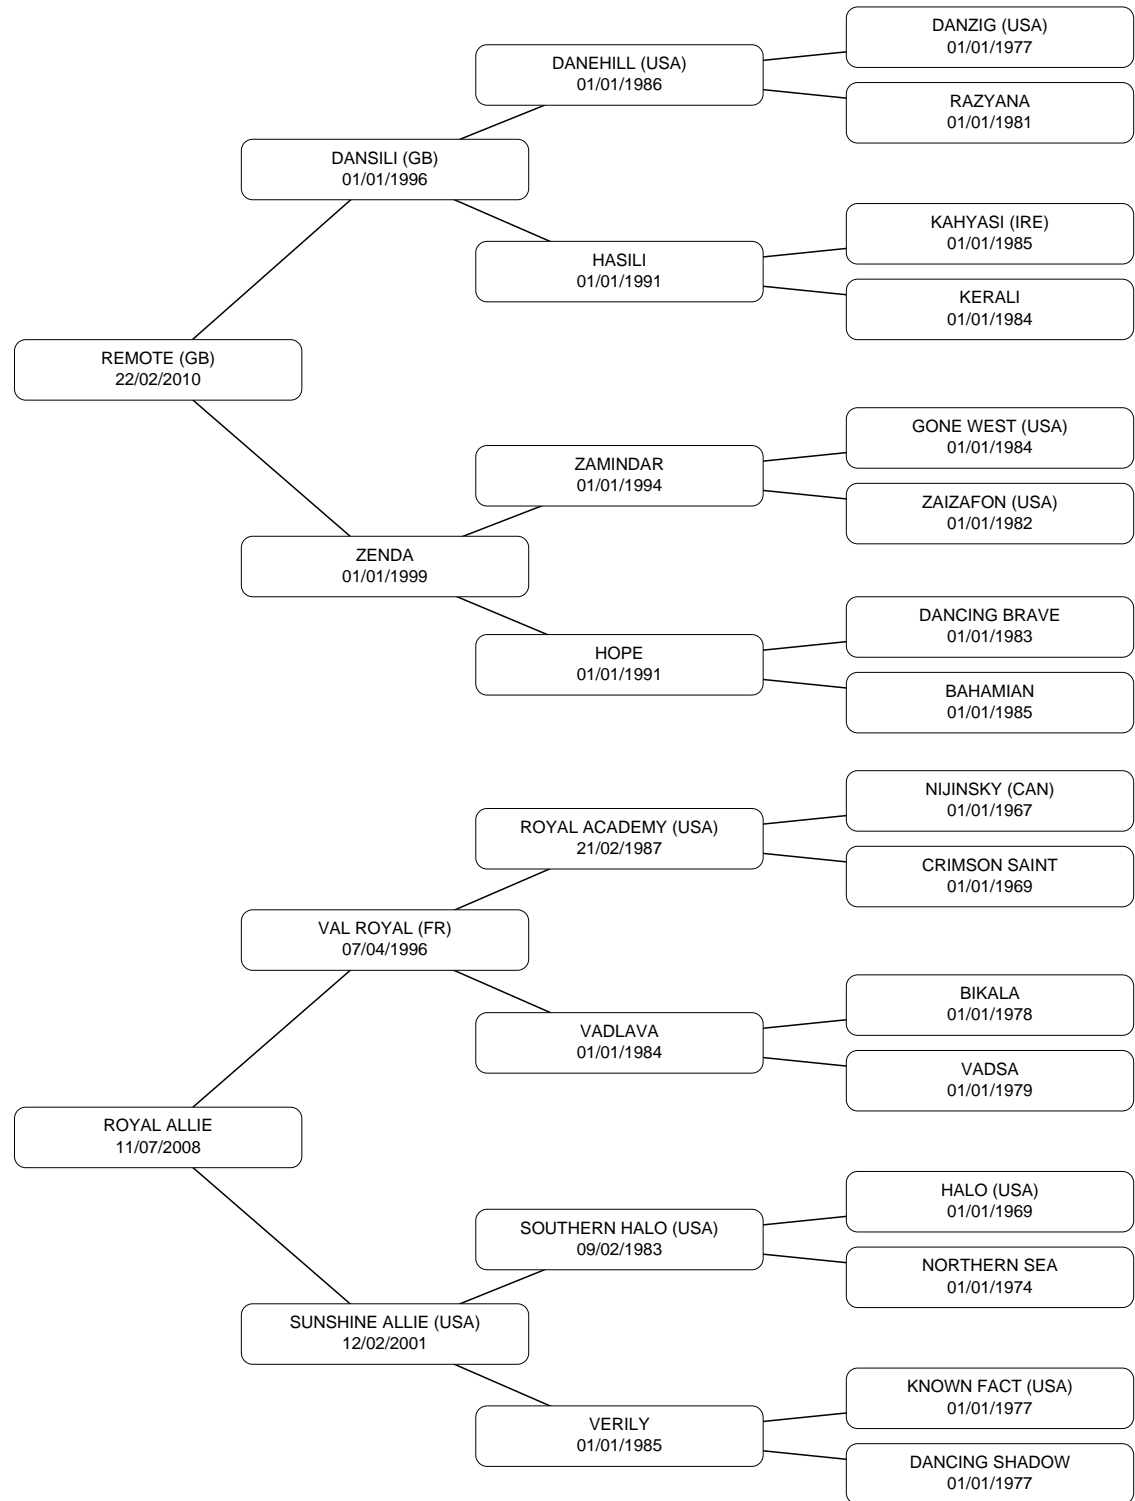 DANZIG (USA)
01/01/1977
DANEHILL (USA)
01/01/1986
RAZYANA
01/01/1981
DANSILI (GB)
01/01/1996
KAHYASI (IRE)
01/01/1985
HASILI
01/01/1991
KERALI
01/01/1984
REMOTE (GB)
22/02/2010
GONE WEST (USA)
01/01/1984
ZAMINDAR
01/01/1994
ZAIZAFON (USA)
01/01/1982
ZENDA
01/01/1999
DANCING BRAVE
01/01/1983
HOPE
01/01/1991
BAHAMIAN
01/01/1985
NIJINSKY (CAN)
01/01/1967
ROYAL ACADEMY (USA)
21/02/1987
CRIMSON SAINT
01/01/1969
VAL ROYAL (FR)
07/04/1996
BIKALA
01/01/1978
VADLAVA
01/01/1984
VADSA
01/01/1979
ROYAL ALLIE
11/07/2008
HALO (USA)
01/01/1969
SOUTHERN HALO (USA)
09/02/1983
NORTHERN SEA
01/01/1974
SUNSHINE ALLIE (USA)
12/02/2001
KNOWN FACT (USA)
01/01/1977
VERILY
01/01/1985
DANCING SHADOW
01/01/1977